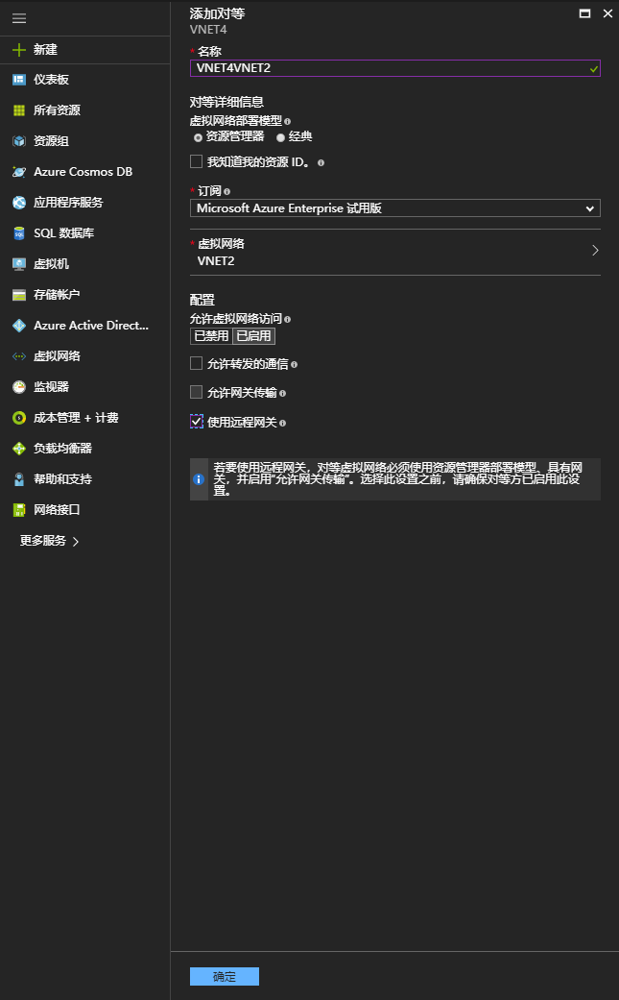 新建
仪表板
所有资源
资源组
Azure Cosmos DB
应用程序服务
SQL 数据库
虚拟机
存储帐户
Azure Active Direct...
虚拟网络
监视器
成本管理 + 计费
负载均衡器
帮助和支持
网络接口
更多服务
添加对等
VNET4
* 名称
VNET4VNET2
对等详细信息
虚拟网络部署模型
资源管理器 经典
我知道我的资源 ID。
* 订阅
Microsoft Azure Enterprise 试用版
* 虚拟网络
VNET2
配置
允许虚拟网络访问
已禁用 已启用
允许转发的通信
允许网关传输
使用远程网关
若要使用远程网关，对等虚拟网络必须使用资源管理器部署模型、具有网
关，并启用“允许网关传输”。选择此设置之前，请确保对等方已启用此设
置。
确定